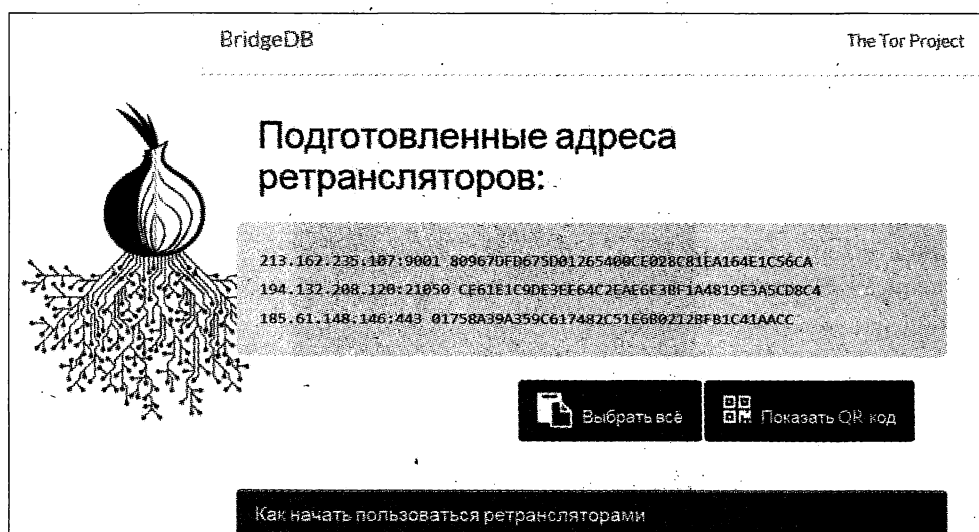 BridgeDB
The Tor Project
Подготовленные адреса
ретрансляторов:
213.162.235.107:9001 80967DFD675D01265400CE028C81EA164E1C56CA
194.132.208.120:21050 CE61E1C9DE3EE64C2EAE6E3BF1A4819E3A5CD8C4
185.61.148.146:443 01758A39A359C617482C51E6B0212BFB1C41AACC
Выбрать всё
Показать QR код
Как начать пользоваться ретрансляторами